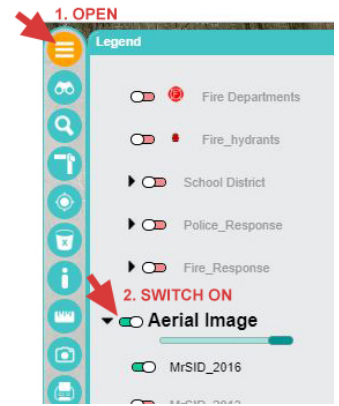 1. OPEN
Legend
Fire Departments
Fire_hydrants
School District
Police_Response
Fire_Response
2. SWITCH ON
Aerial Image
MrSID_2016